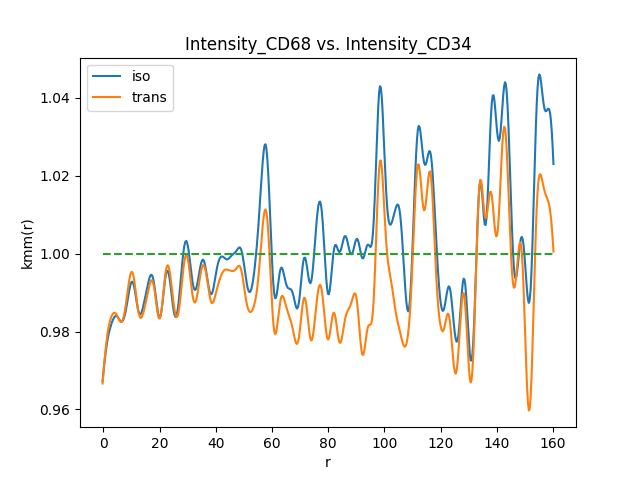 Intensity_CD68 vs. Intensity_CD34
iso
trans
1.04
1.02
1.00
0.98
0.96
kmm(r)
0 20 40 60 80 100 120 140 160
r